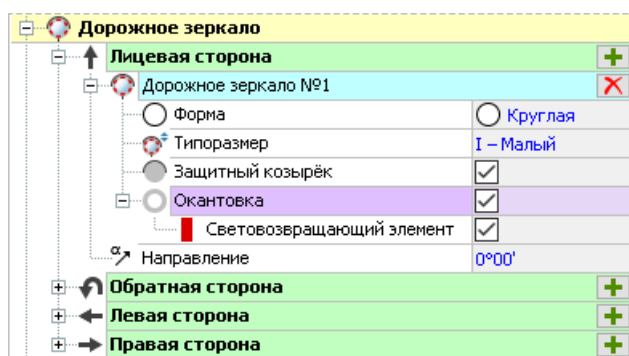 Дорожное зеркало
Лицевая сторона
Дорожное зеркало №1
Форма Круглая
Типоразмер I – Малый
Защитный козырёк
Окантовка
Световозвращающий элемент
α Направление 0°00'
Обратная сторона
Левая сторона
Правая сторона